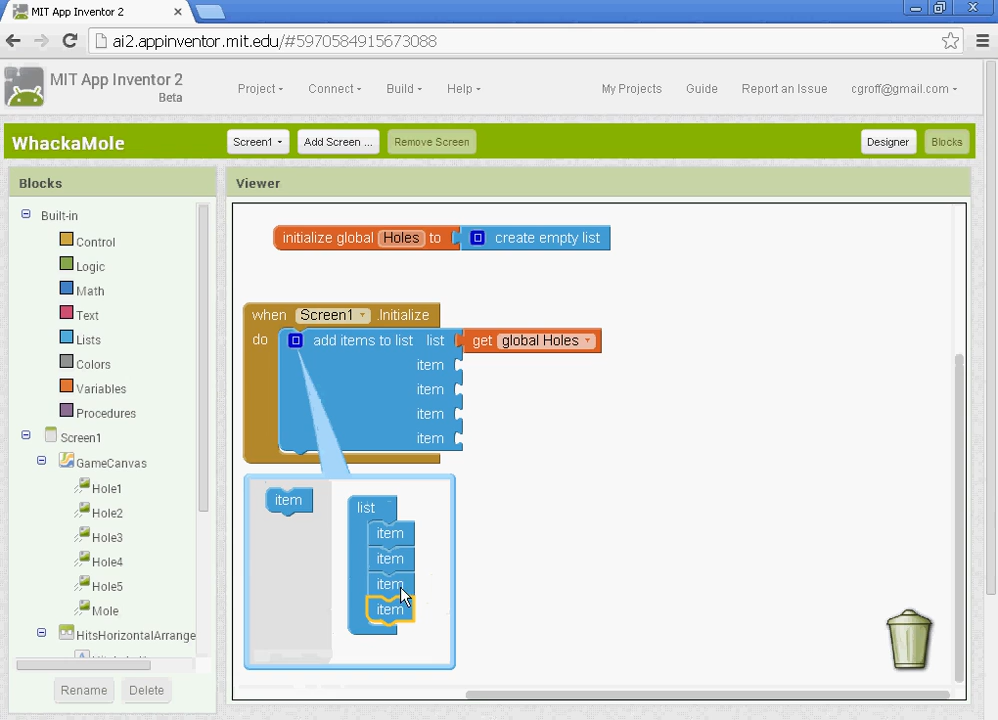 MIT App Inventor 2
ai2.appinventor.mit.edu/#5970584915673088
MIT App Inventor 2
Beta
Project
Connect
Build
Help
My Projects
Guide
Report an Issue
cgroff@gmail.com
WhackaMole
Screen1
Add Screen ...
Remove Screen
Designer
Blocks
Blocks
Viewer
Built-in
Control
Logic
Math
Text
Lists
Colors
Variables
Procedures
Screen1
GameCanvas
Hole1
Hole2
Hole3
Hole4
Hole5
Mole
HitsHorizontalArrange
Rename
Delete
initialize global Holes to
create empty list
when Screen1 .Initialize
do
add items to list list
get global Holes
item
item
item
item
item
list
item
item
item
item